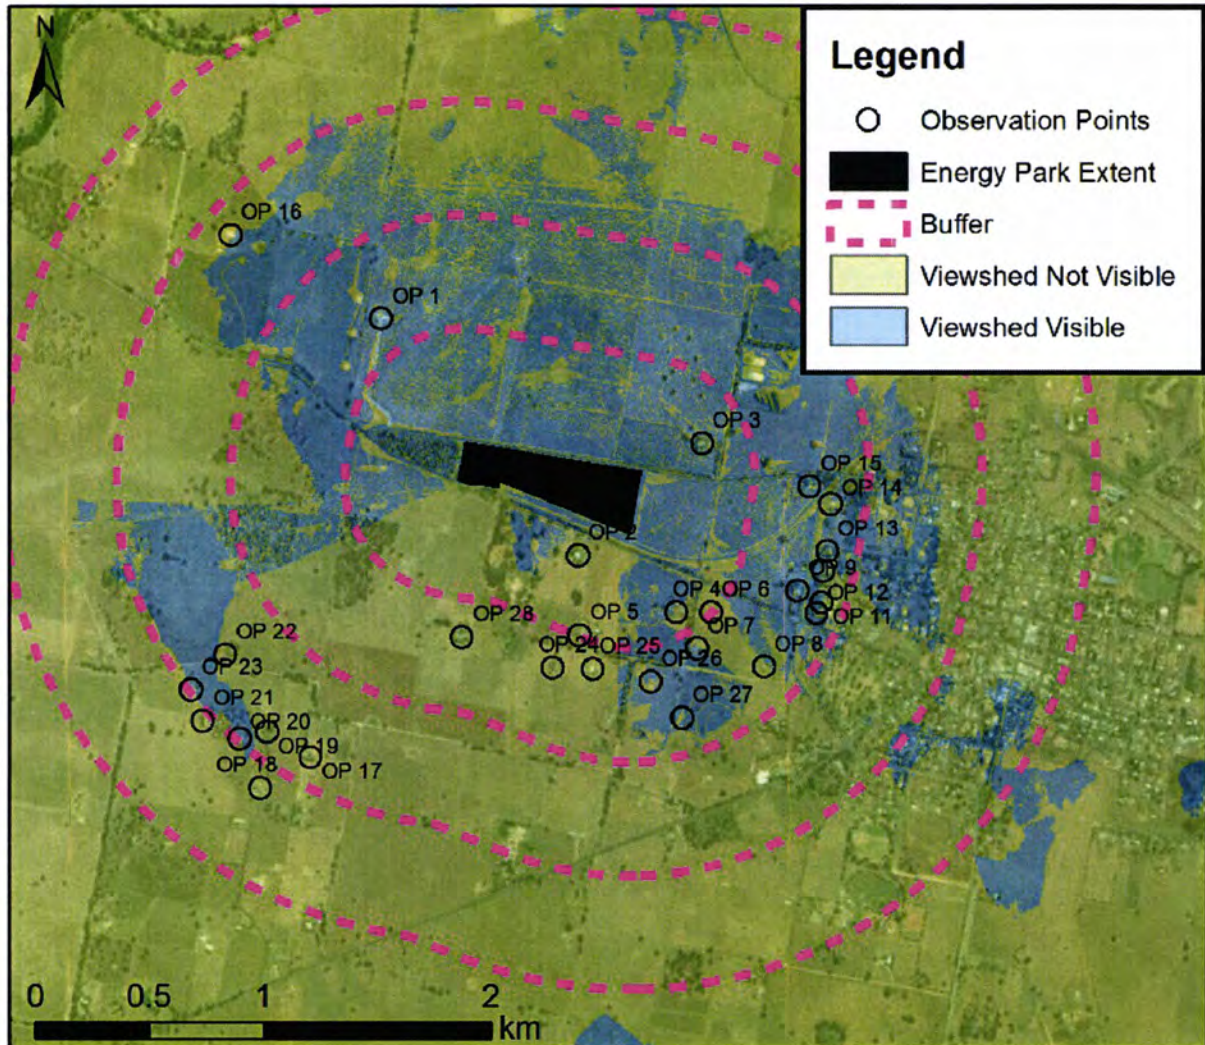 N
Legend
Observation Points
Energy Park Extent
Buffer
Viewshed Not Visible
Viewshed Visible
OP 16
OP 1
OP 3
OP 15
OP 14
OP 13
OP 2
OP 9
OP 12
OP 4
OP 6
OP 11
OP 5
OP 7
OP 28
OP 24
OP 25
OP 8
OP 26
OP 22
OP 23
OP 27
OP 21
OP 20
OP 19
OP 18
OP 17
0
0.5
1
2
km